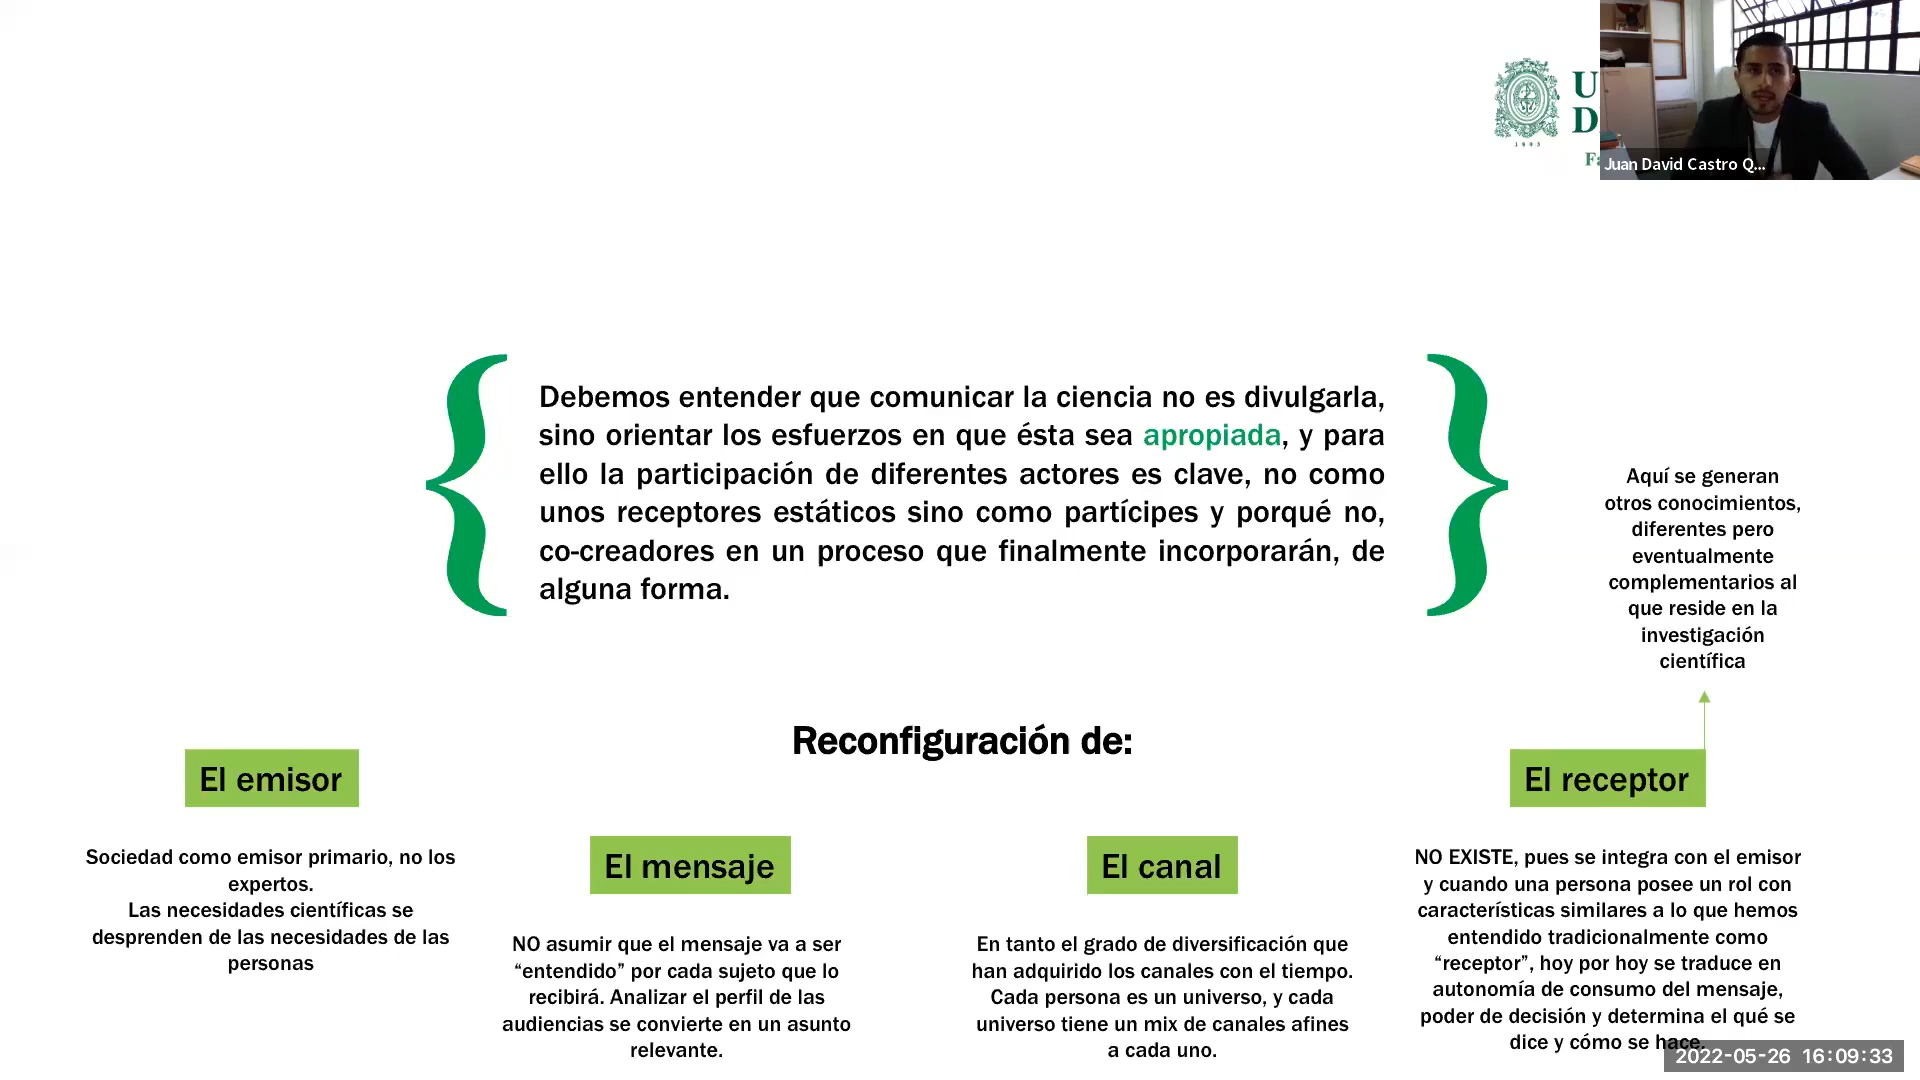 U
D
1803
Fa
Juan David Castro Q...
Debemos entender que comunicar la ciencia no es divulgarla,
sino orientar los esfuerzos en que ésta sea apropiada, y para
ello la participación de diferentes actores es clave, no como
unos receptores estáticos sino como partícipes y porqué no,
co-creadores en un proceso que finalmente incorporarán, de
alguna forma.
Aquí se generan
otros conocimientos,
diferentes pero
eventualmente
complementarios al
que reside en la
investigación
científica
Reconfiguración de:
El emisor
Sociedad como emisor primario, no los
expertos.
Las necesidades científicas se
desprenden de las necesidades de las
personas
El mensaje
NO asumir que el mensaje va a ser
“entendido” por cada sujeto que lo
recibirá. Analizar el perfil de las
audiencias se convierte en un asunto
relevante.
El canal
En tanto el grado de diversificación que
han adquirido los canales con el tiempo.
Cada persona es un universo, y cada
universo tiene un mix de canales afines
a cada uno.
El receptor
NO EXISTE, pues se integra con el emisor
y cuando una persona posee un rol con
características similares a lo que hemos
entendido tradicionalmente como
“receptor”, hoy por hoy se traduce en
autonomía de consumo del mensaje,
poder de decisión y determina el qué se
dice y cómo se hace.
2022-05-26 16:09:33